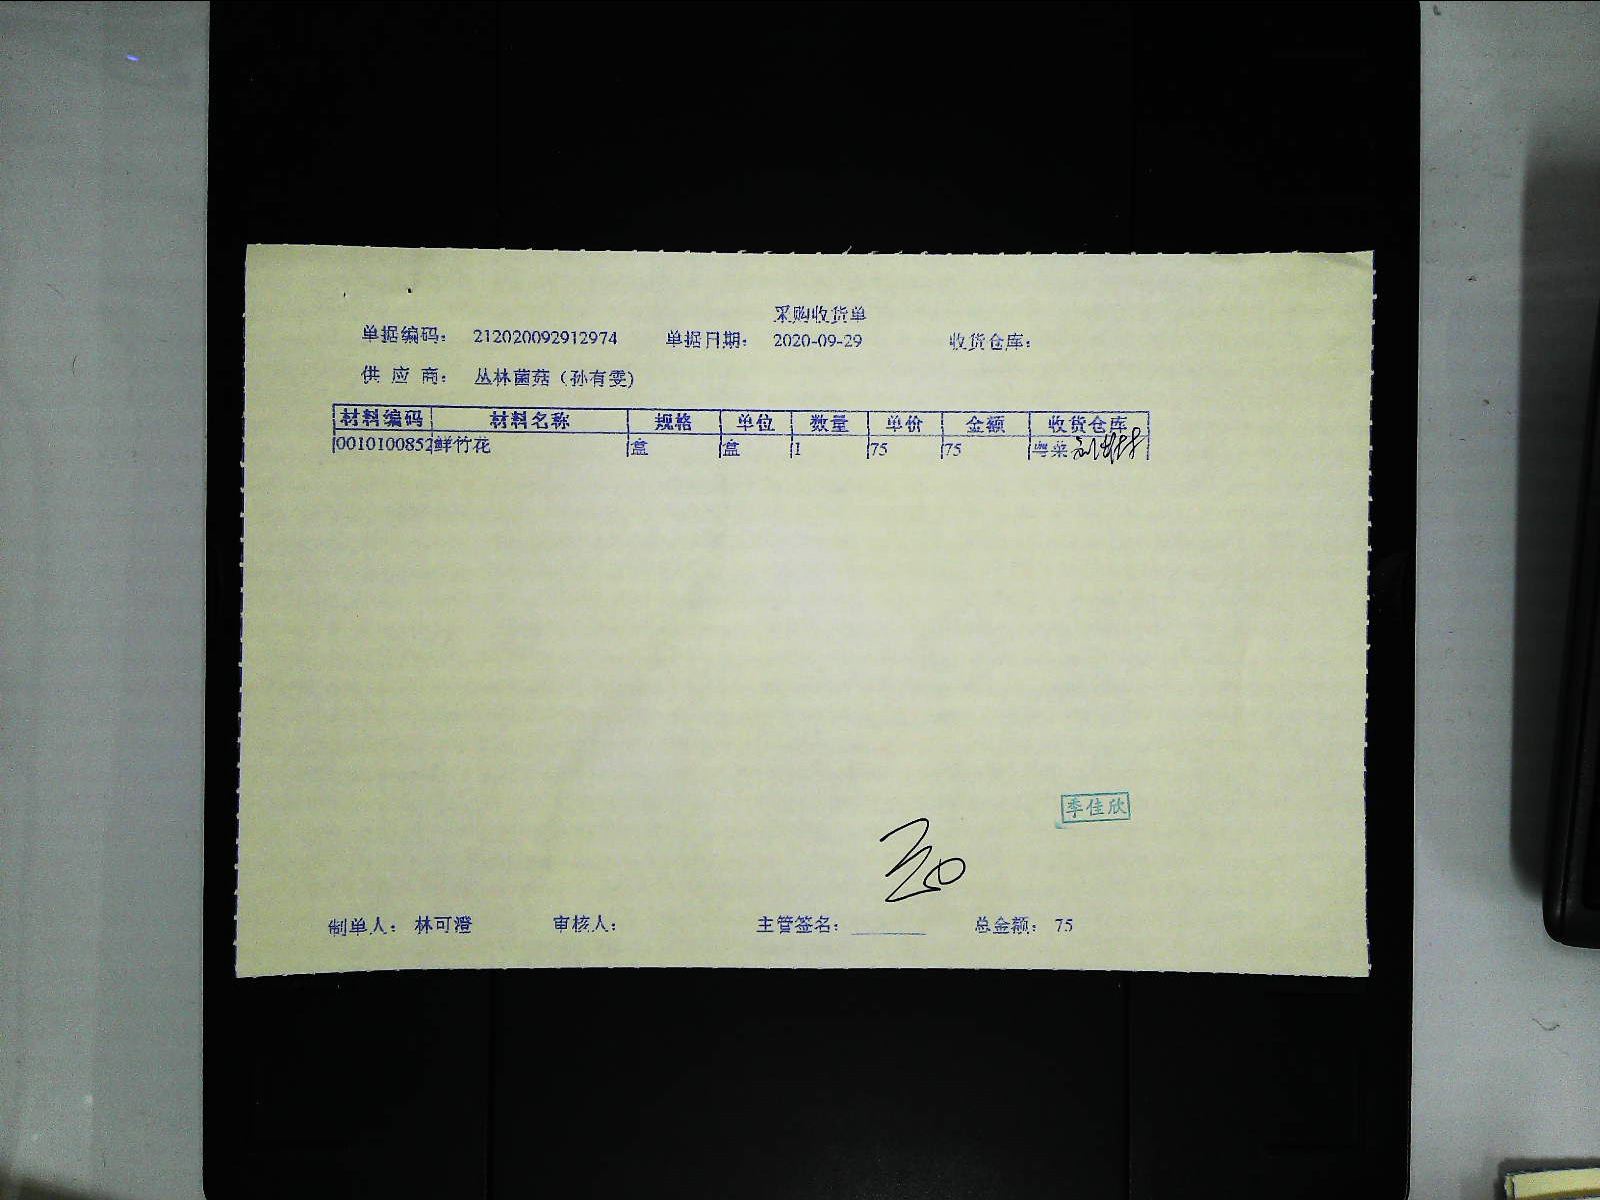 采购收货单
单据编码： 212020092912974 单据日期： 2020-09-29 收货仓库：
供 应 商： 丛林菌菇（孙有雯）
材料编码 材料名称 规格 单位 数量 单价 金额 收货仓库
0010100852 鲜竹花 盒 盒 1 75 75 粤菜
季佳欣
制单人： 林可澄 审核人： 主管签名： 总金额： 75